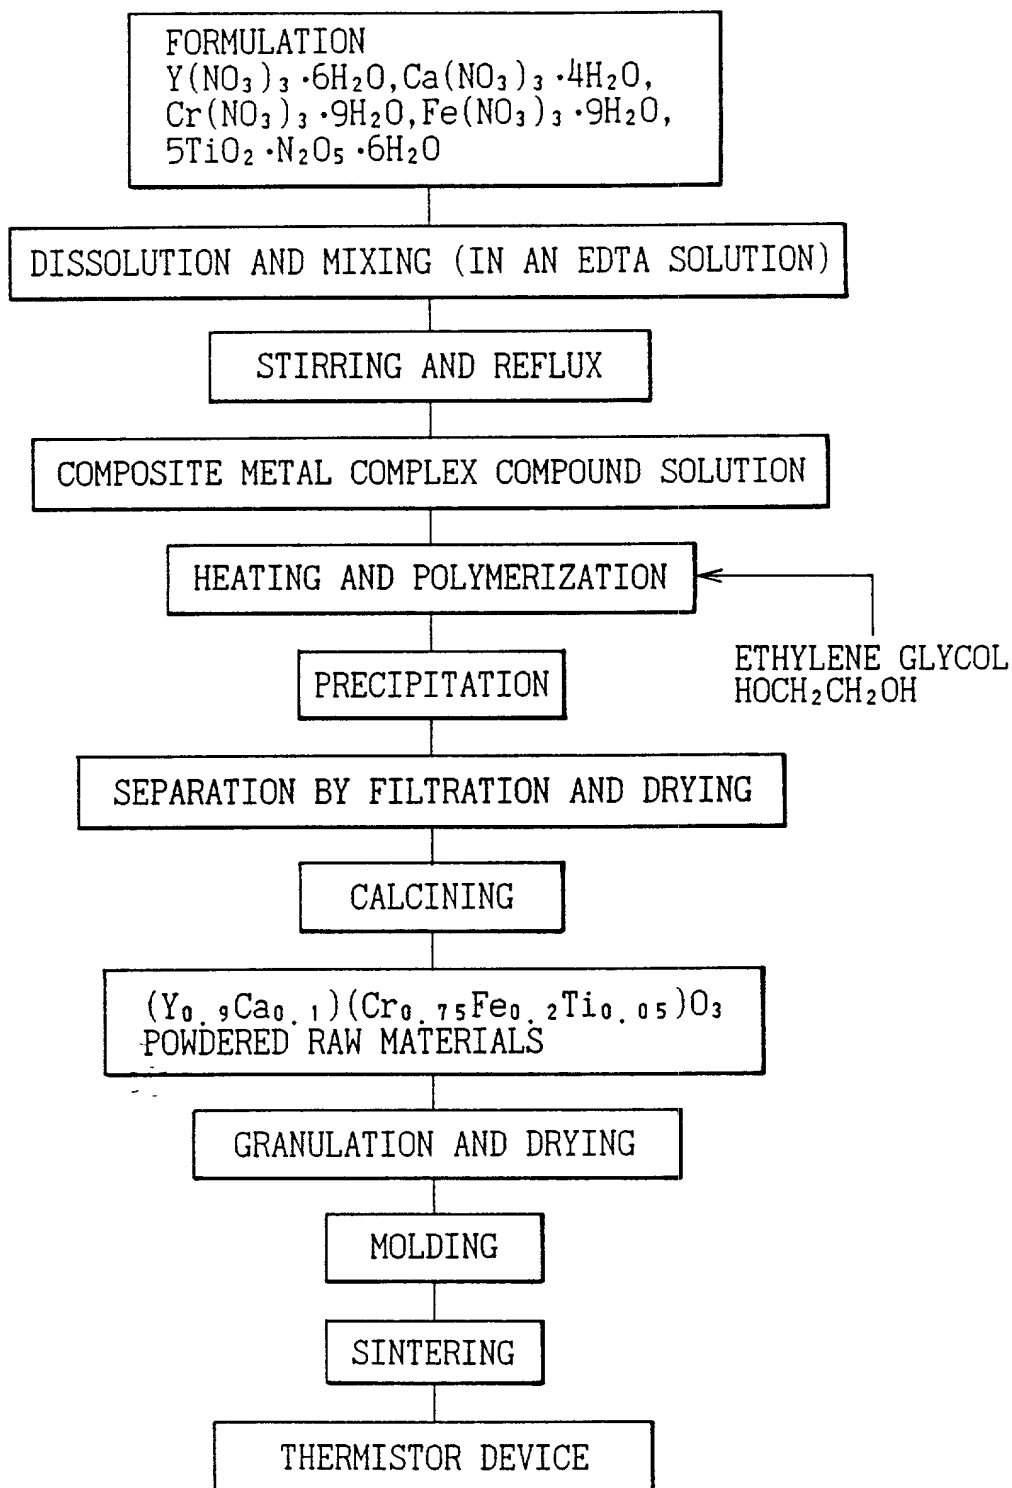 FORMULATION
Y(NO₃)₃·6H₂O,Ca(NO₃)₃·4H₂O,
Cr(NO₃)₃·9H₂O,Fe(NO₃)₃·9H₂O,
5TiO₂·N₂O₅·6H₂O
DISSOLUTION AND MIXING (IN AN EDTA SOLUTION)
STIRRING AND REFLUX
COMPOSITE METAL COMPLEX COMPOUND SOLUTION
HEATING AND POLYMERIZATION
ETHYLENE GLYCOL
HOCH₂CH₂OH
PRECIPITATION
SEPARATION BY FILTRATION AND DRYING
CALCINING
(Y₀.₉Ca₀.₁)(Cr₀.₇₅Fe₀.₂Ti₀.₀₅)O₃
POWDERED RAW MATERIALS
GRANULATION AND DRYING
MOLDING
SINTERING
THERMISTOR DEVICE